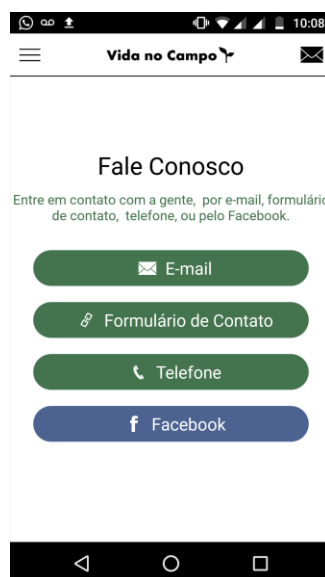 10:08
Vida no Campo
Fale Conosco
Entre em contato com a gente, por e-mail, formulário
de contato, telefone, ou pelo Facebook.
E-mail
Formulário de Contato
Telefone
f Facebook